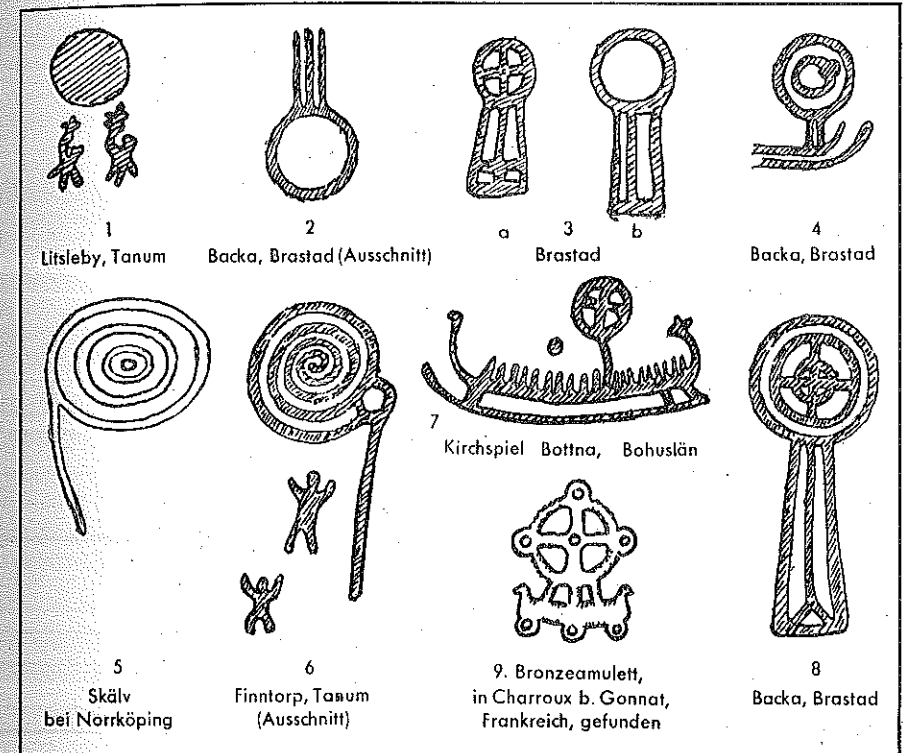 1
Litsleby, Tanum
2
Backa, Brastad (Ausschnitt)
a 3 b
Brastad
4
Backa, Brastad
5
Skälv
bei Norrköping
6
Finntorp, Tanum
(Ausschnitt)
7
Kirchspiel Bottna, Bohuslän
9. Bronzeamulett,
in Charroux b. Gonnat,
Frankreich, gefunden
8
Backa, Brastad